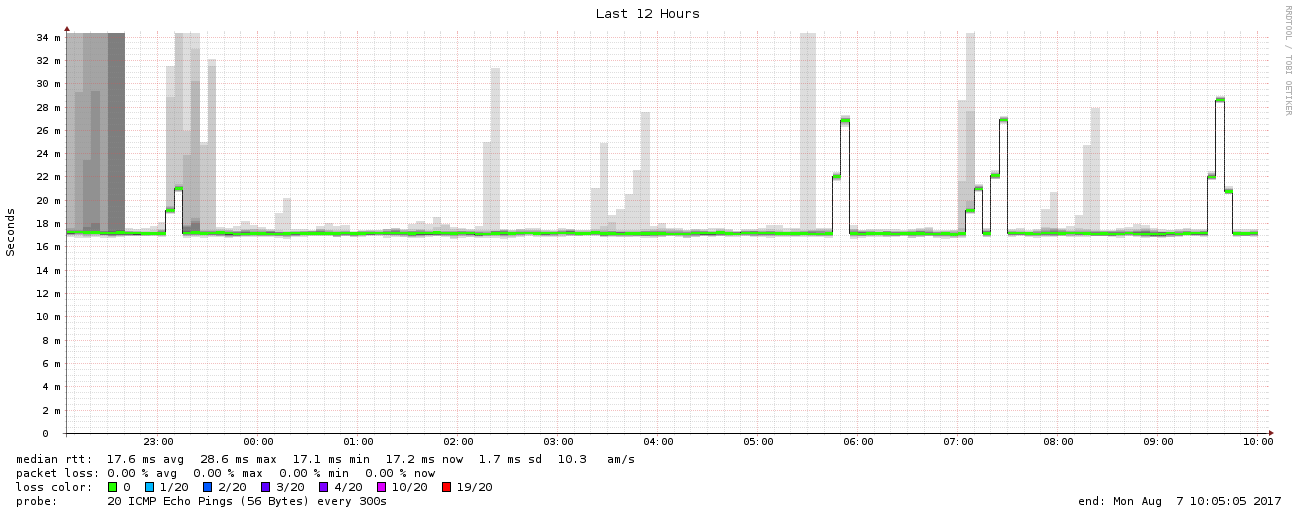 Last 12 Hours
RRDTOOL / TOBI OETIKER
Seconds
34 m
32 m
30 m
28 m
26 m
24 m
22 m
20 m
18 m
16 m
14 m
12 m
10 m
8 m
6 m
4 m
2 m
0
23:00 00:00 01:00 02:00 03:00 04:00 05:00 06:00 07:00 08:00 09:00 10:00
median rtt: 17.6 ms avg 28.6 ms max 17.1 ms min 17.2 ms now 1.7 ms sd 10.3 am/s
packet loss: 0.00 % avg 0.00 % max 0.00 % min 0.00 % now
loss color: 0 1/20 2/20 3/20 4/20 10/20 19/20
probe: 20 ICMP Echo Pings (56 Bytes) every 300s end: Mon Aug 7 10:05:05 2017